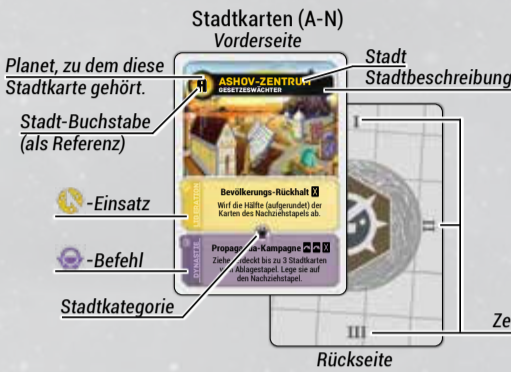 Stadtkarten (A-N)
Vorderseite
Planet, zu dem diese
Stadtkarte gehört.
Stadt
Stadtbeschreibung
Stadt-Buchstabe
(als Referenz)
ASHOV-ZENTRUM
GESETZESWÄCHTER
I
-Einsatz
LIBERATION
Bevölkerungs-Rückhalt X
Wirf die Hälfte (aufgerundet) der
Karten des Nachziehstapels ab.
II
-Befehl
DYNASTIE
Propaganda-Kampagne X
Ziehe verdeckt bis zu 3 Stadtkarten
vom Ablagestapel. Lege sie auf
den Nachziehstapel.
Stadtkategorie
III
Ze
Rückseite